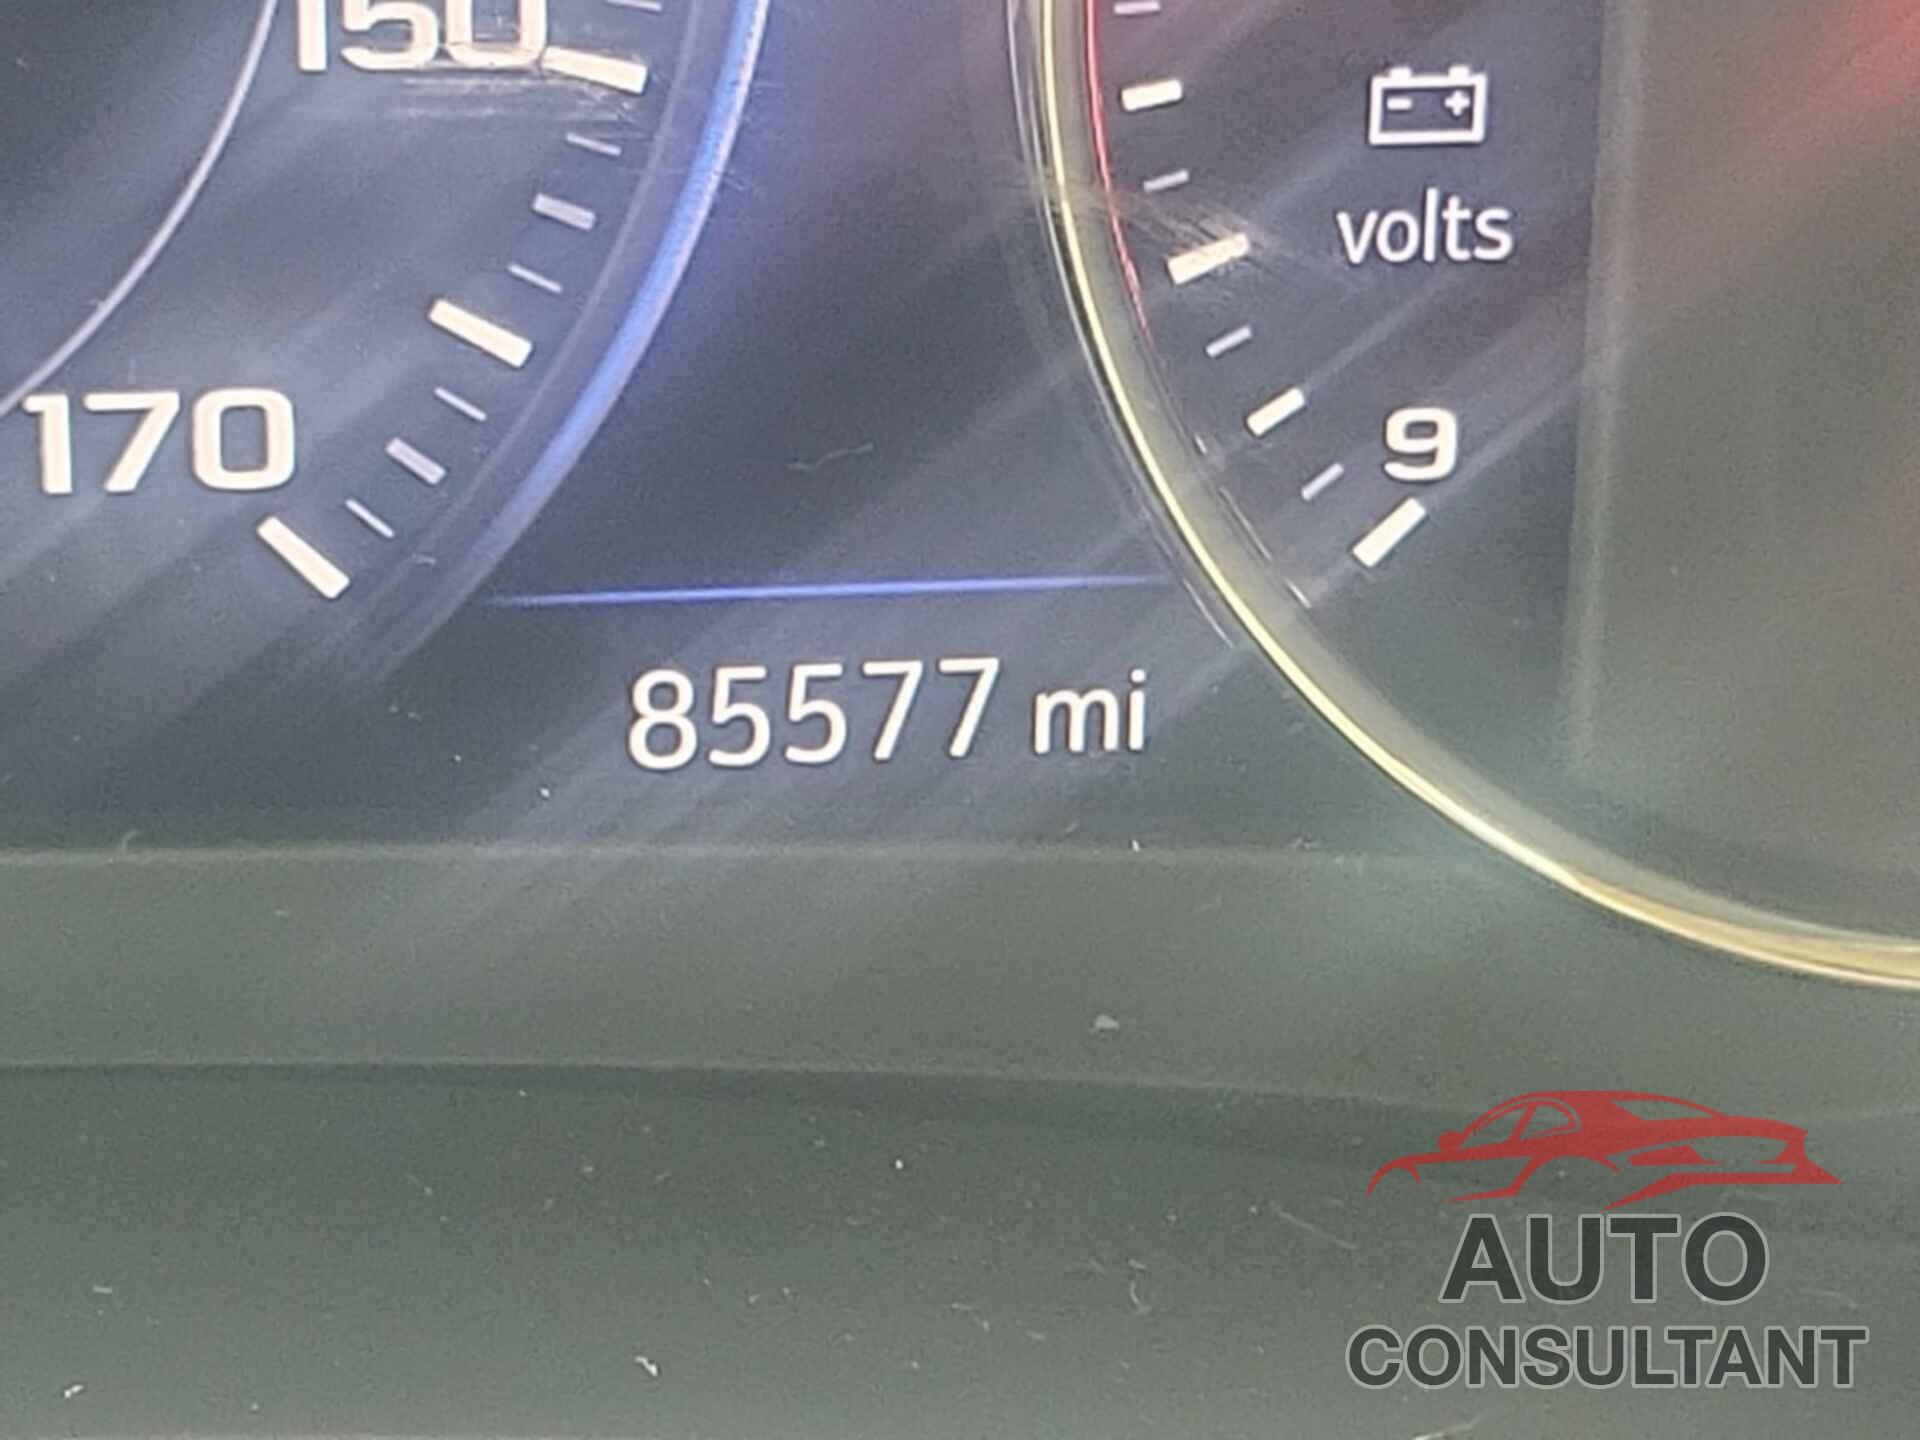 150
volts
170
9
85577 mi
AUTO
CONSULTANT